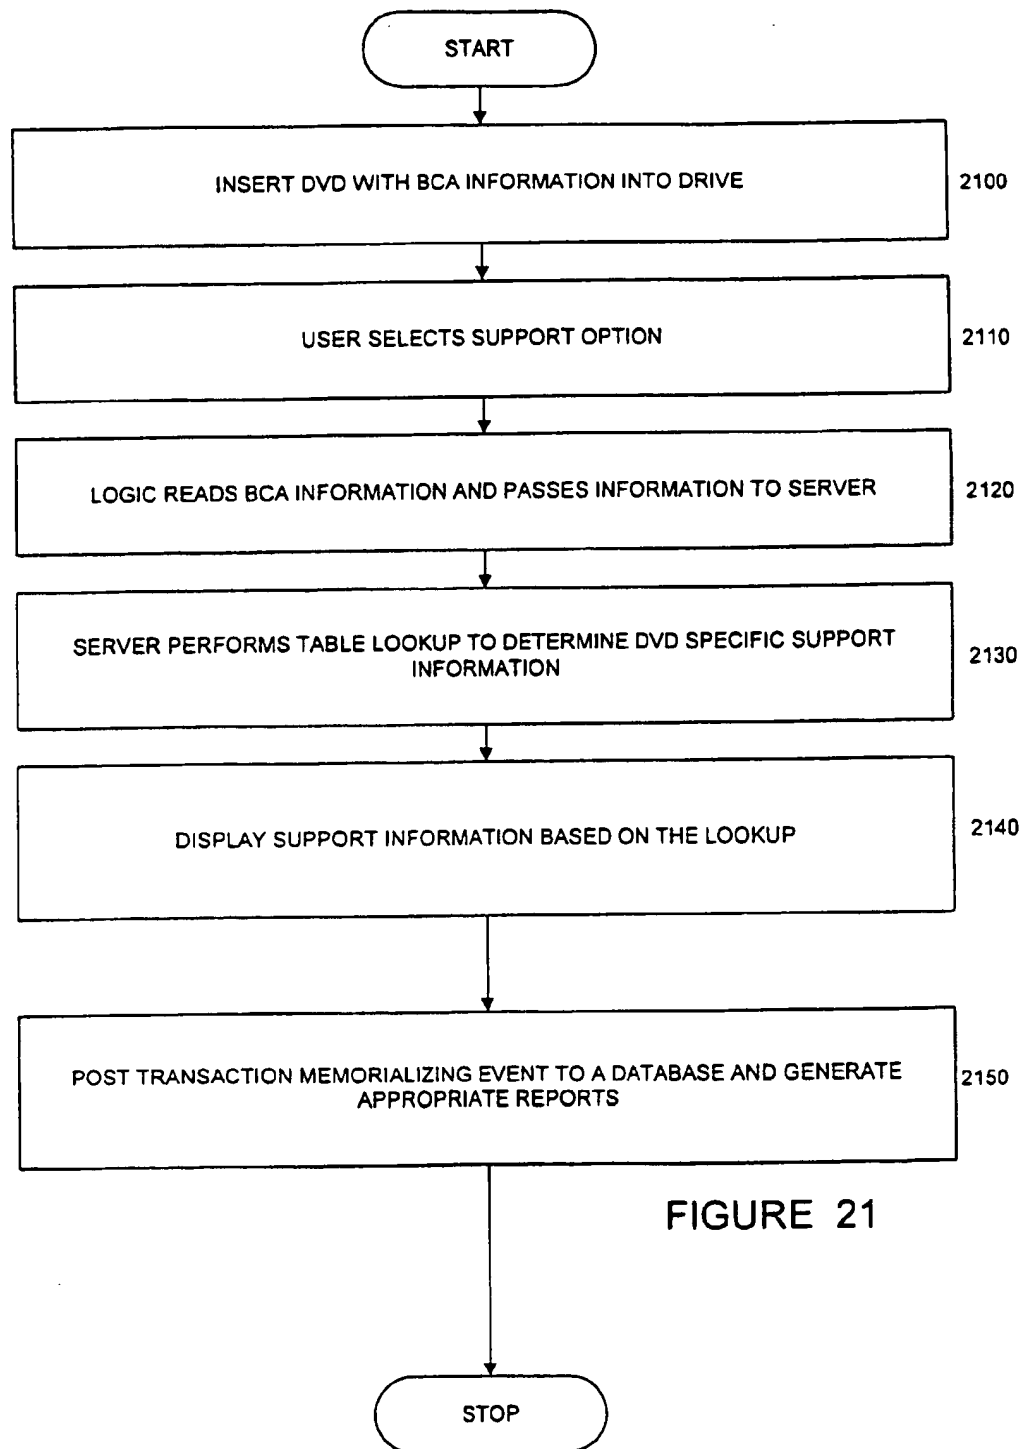 START
INSERT DVD WITH BCA INFORMATION INTO DRIVE
2100
USER SELECTS SUPPORT OPTION
2110
LOGIC READS BCA INFORMATION AND PASSES INFORMATION TO SERVER
2120
SERVER PERFORMS TABLE LOOKUP TO DETERMINE DVD SPECIFIC SUPPORT
INFORMATION
2130
DISPLAY SUPPORT INFORMATION BASED ON THE LOOKUP
2140
POST TRANSACTION MEMORIALIZING EVENT TO A DATABASE AND GENERATE
APPROPRIATE REPORTS
2150
FIGURE 21
STOP